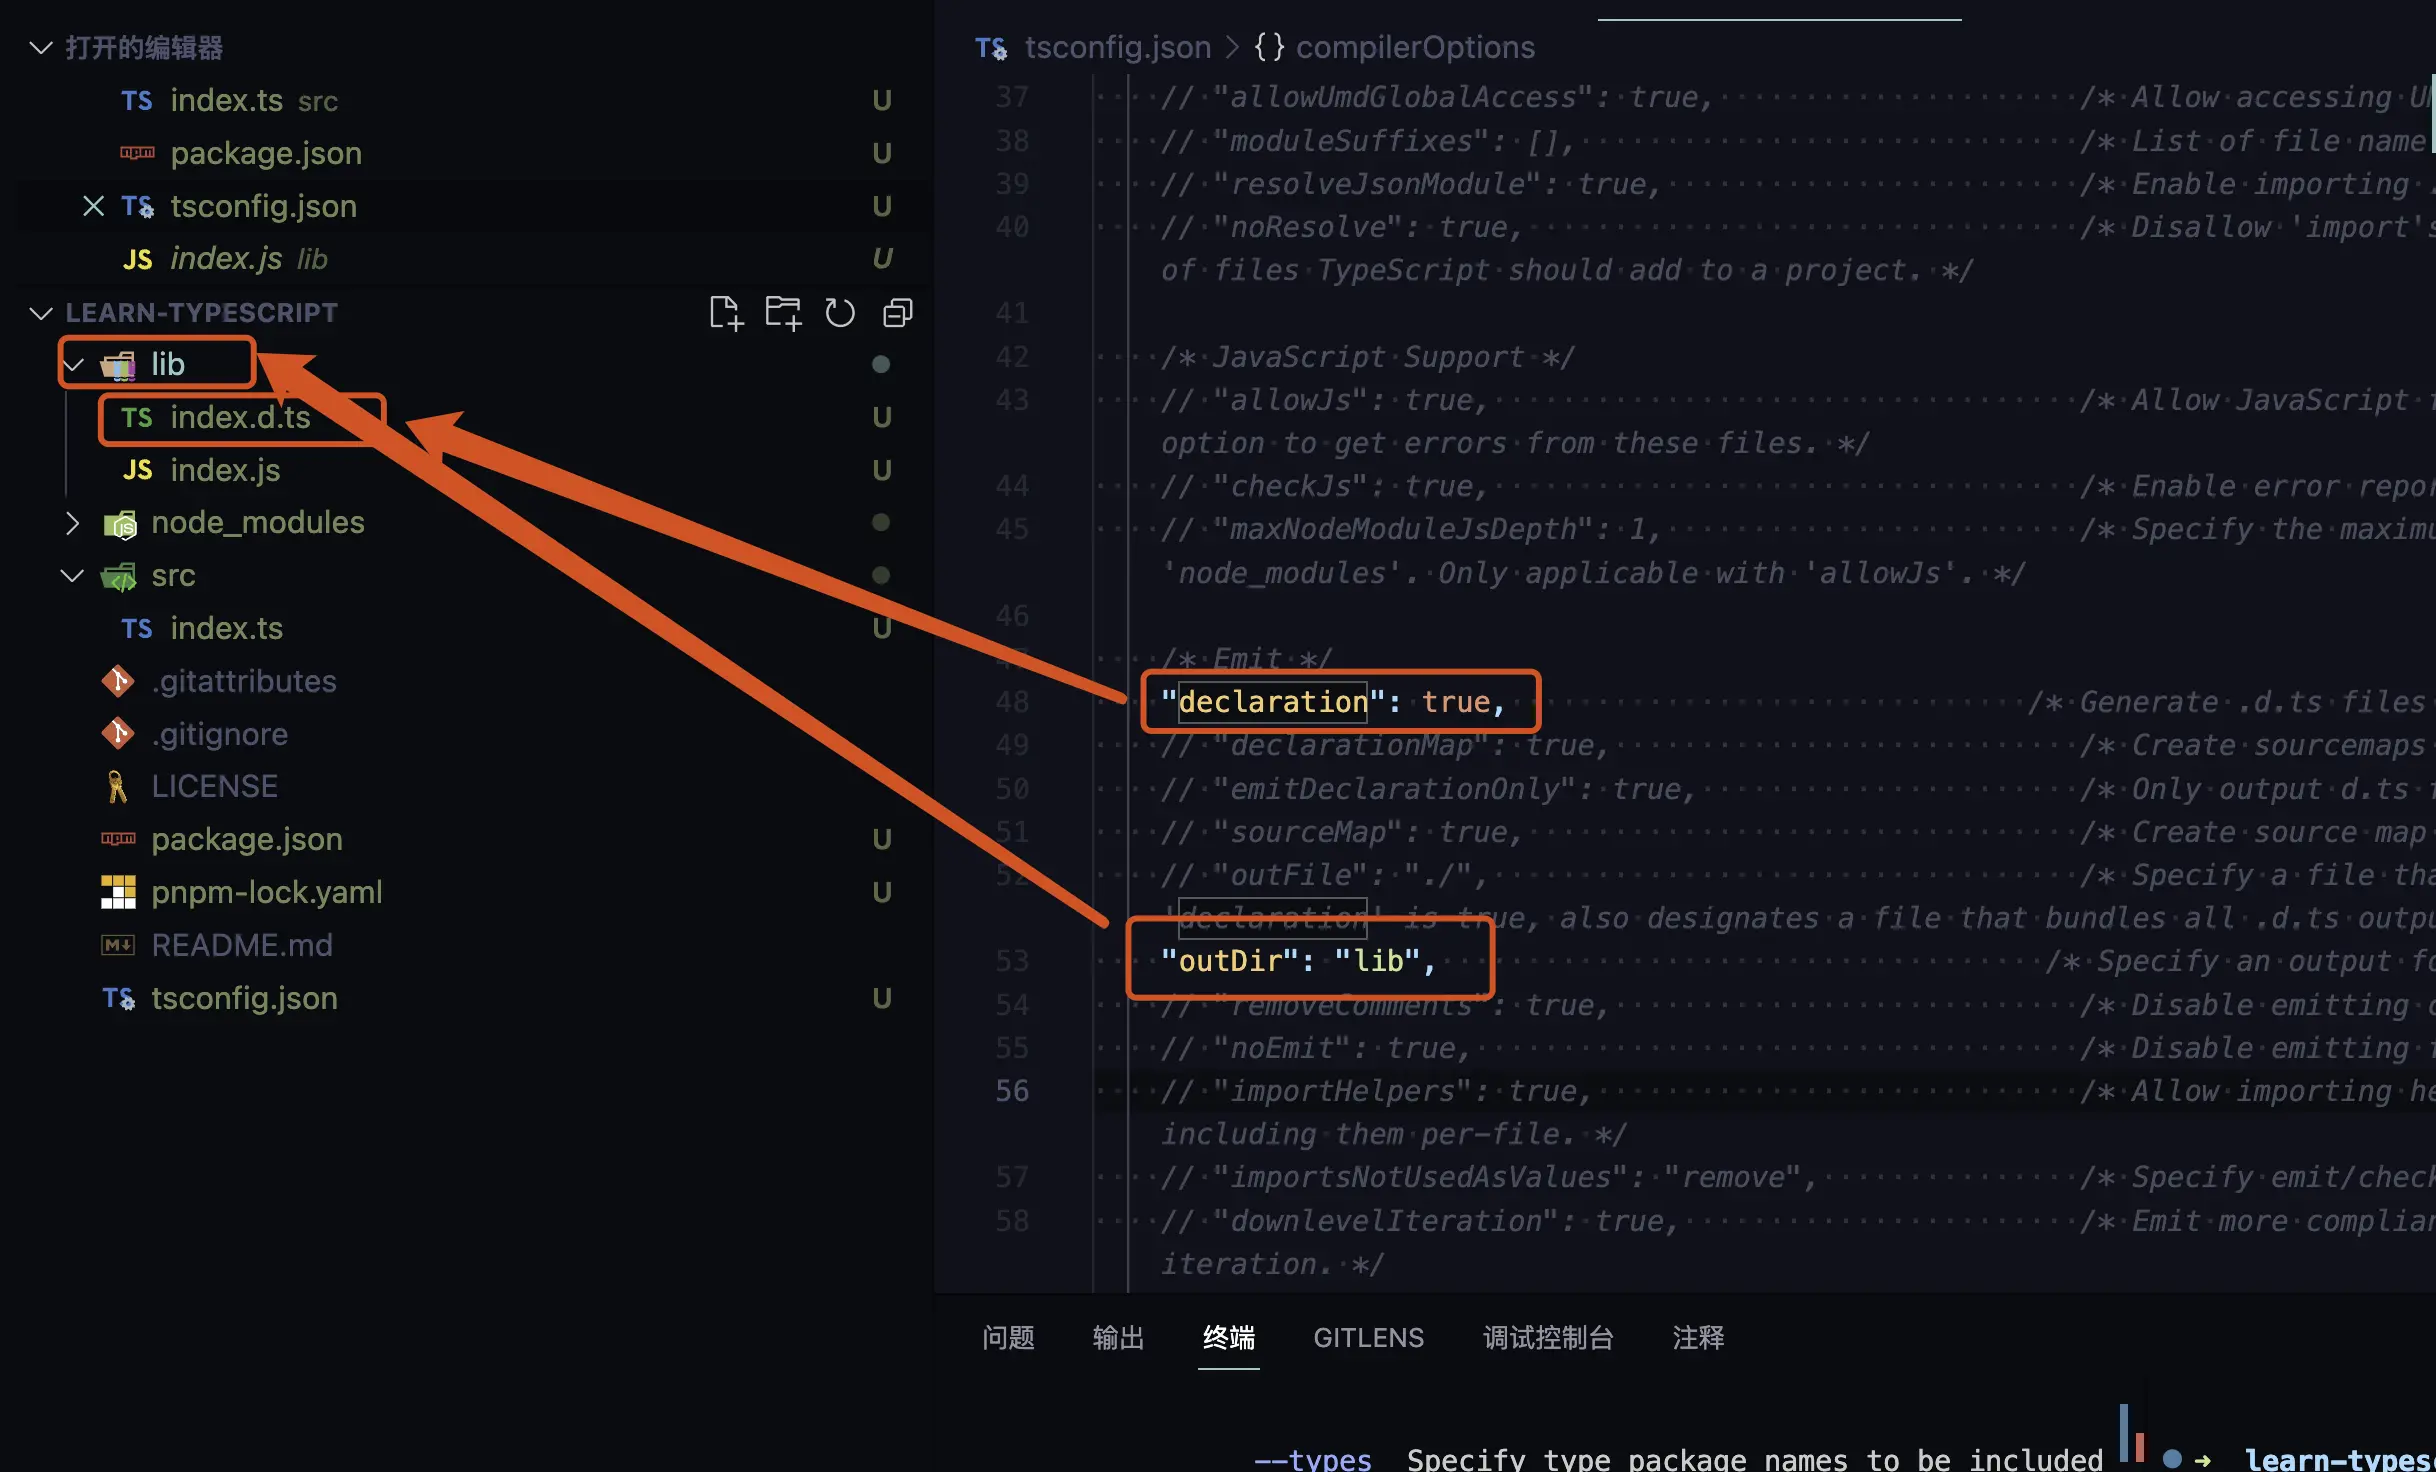 打开的编辑器
TS index.ts src U
package.json U
TS tsconfig.json U
JS index.js lib U
LEARN-TYPESCRIPT
lib
TS index.d.ts U
JS index.js U
node_modules
src
TS index.ts U
.gitattributes
.gitignore
LICENSE
package.json U
pnpm-lock.yaml U
README.md
TS tsconfig.json U
TS tsconfig.json > {} compilerOptions
37 // "allowUmdGlobalAccess": true, /* Allow accessing
38 // "moduleSuffixes": [], /* List of file name
39 // "resolveJsonModule": true, /* Enable importing
40 // "noResolve": true, /* Disallow 'import's
of files TypeScript should add to a project. */
41
42 /* JavaScript Support */
43 // "allowJs": true, /* Allow JavaScript
option to get errors from these files. */
44 // "checkJs": true, /* Enable error repor
45 // "maxNodeModuleJsDepth": 1, /* Specify the maximu
'node_modules'. Only applicable with 'allowJs'. */
46
47 /* Emit */
48 "declaration": true, /* Generate .d.ts files
49 // "declarationMap": true, /* Create sourcemaps
50 // "emitDeclarationOnly": true, /* Only output d.ts
51 // "sourceMap": true, /* Create source map
52 // "outFile": "./", /* Specify a file tha
'declaration' is true, also designates a file that bundles all .d.ts outpu
53 "outDir": "lib", /* Specify an output fo
54 // "removeComments": true, /* Disable emitting
55 // "noEmit": true, /* Disable emitting
56 // "importHelpers": true, /* Allow importing he
including them per-file. */
57 // "importsNotUsedAsValues": "remove", /* Specify emit/check
58 // "downlevelIteration": true, /* Emit more complian
iteration. */
问题 输出 终端 GITLENS 调试控制台 注释
--types Specify type package names to be included
➜ learn-types